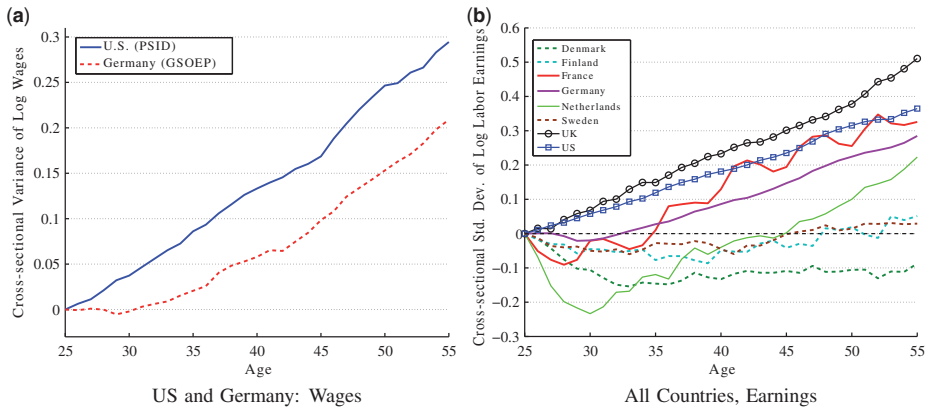 (a)
Cross-sectional Variance of Log Wages
0.3
0.25
0.2
0.15
0.1
0.05
0
U.S. (PSID)
Germany (GSOEP)
25 30 35 40 45 50 55
Age
US and Germany: Wages
(b)
Cross-sectional Std. Dev. of Log Labor Earnings
0.6
0.5
0.4
0.3
0.2
0.1
0
−0.1
−0.2
−0.3
Denmark
Finland
France
Germany
Netherlands
Sweden
UK
US
25 30 35 40 45 50 55
Age
All Countries, Earnings